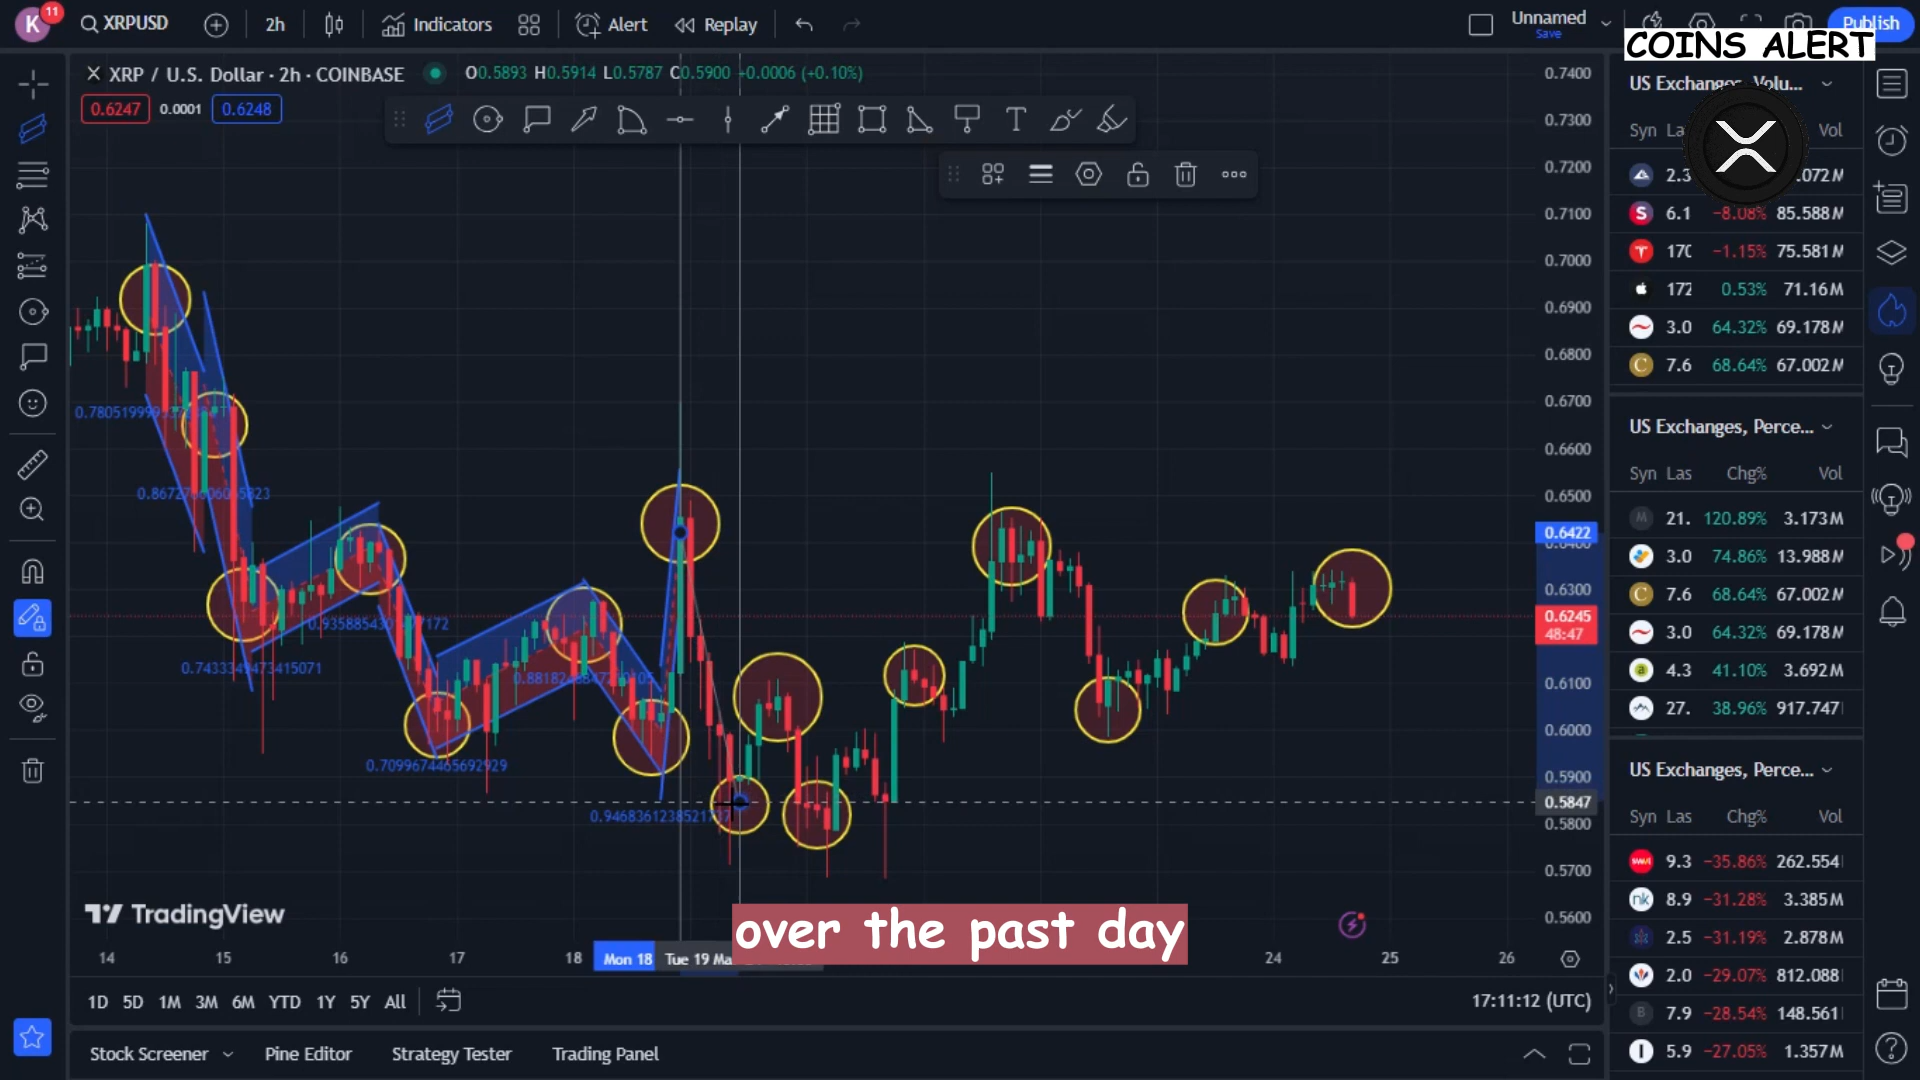 K 11 XRPUSD 2h Indicators Alert Replay Unnamed Publish
Save
COINS ALERT
XRP / U.S. Dollar · 2h · COINBASE O0.5893 H0.5914 L0.5787 C0.5900 +0.0006 (+0.10%)
0.6247 0.0001 0.6248
0.7400
0.7300
0.7200
0.7100
0.7000
0.6900
0.6800
0.6700
0.6600
0.6500
0.6422
0.6400
0.6300
0.6245
48:47
0.6100
0.6000
0.5900
0.5847
0.5800
0.5700
0.5600
0.7433349473415071
0.7099674465692929
TradingView
over the past day
14 15 16 17 18 Mon 18 Tue 19 24 25 26
1D 5D 1M 3M 6M YTD 1Y 5Y All 17:11:12 (UTC)
Stock Screener Pine Editor Strategy Tester Trading Panel
US Exchanges, Volu...
Syn La Vol
2.3 .072M
6.1 −8.08% 85.588M
170 −1.15% 75.581M
172 0.53% 71.16M
3.0 64.32% 69.178M
C 7.6 68.64% 67.002M
US Exchanges, Perce...
Syn Las Chg% Vol
M 21. 120.89% 3.173M
3.0 74.86% 13.988M
C 7.6 68.64% 67.002M
3.0 64.32% 69.178M
a 4.3 41.10% 3.692M
27. 38.96% 917.747
US Exchanges, Perce...
Syn Las Chg% Vol
9.3 −35.86% 262.554
nk 8.9 −31.28% 3.385M
2.5 −31.19% 2.878M
2.0 −29.07% 812.088
B 7.9 −28.54% 148.561
5.9 −27.05% 1.357M